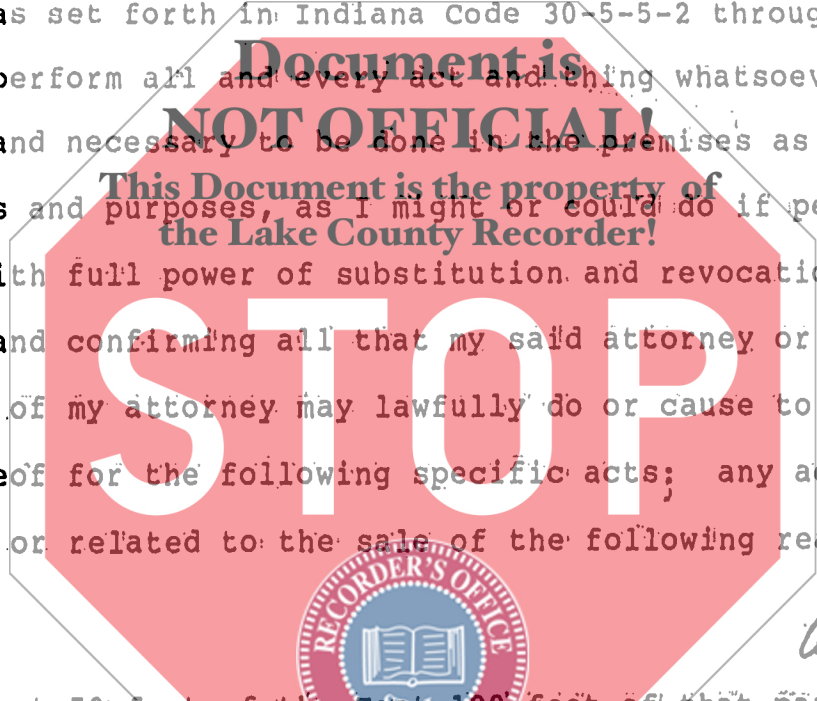 as set forth in Indiana Code 30-5-5-2 throug
Document is
perform all and every act and thing whatsoev
NOT OFFICIAL!
and necessary to be done in the premises as
This Document is the property of
s and purposes, as I might or could do if pe
the Lake County Recorder!
ith full power of substitution and revocatio
STOP
and confirming all that my said attorney or
of my attorney may lawfully do or cause to
eof for the following specific acts; any a
or related to the sale of the following rea
RECORDER'S OFFICE
feet of that